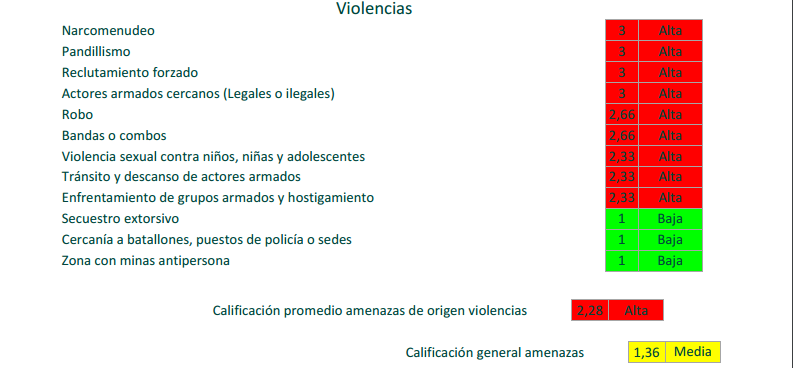 Violencias
Narcomenudeo 3 Alta
Pandillismo 3 Alta
Reclutamiento forzado 3 Alta
Actores armados cercanos (Legales o ilegales) 3 Alta
Robo 2,66 Alta
Bandas o combos 2,66 Alta
Violencia sexual contra niños, niñas y adolescentes 2,33 Alta
Tránsito y descanso de actores armados 2,33 Alta
Enfrentamiento de grupos armados y hostigamiento 2,33 Alta
Secuestro extorsivo 1 Baja
Cercanía a batallones, puestos de policía o sedes 1 Baja
Zona con minas antipersona 1 Baja
Calificación promedio amenazas de origen violencias 2,28 Alta
Calificación general amenazas 1,36 Media